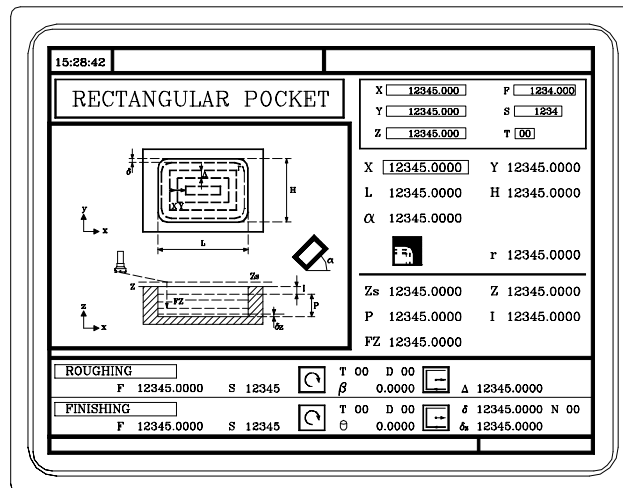 15:28:42
RECTANGULAR POCKET
X 12345.000 F 1234.000
Y 12345.000 S 1234
Z 12345.000 T 00
δ
Δ
X Y
H
L
y
x
α
Z
Zs
FZ
I
P
δz
z
x
X 12345.0000 Y 12345.0000
L 12345.0000 H 12345.0000
α 12345.0000
r 12345.0000
Zs 12345.0000 Z 12345.0000
P 12345.0000 I 12345.0000
FZ 12345.0000
ROUGHING
F 12345.0000 S 12345 T 00 D 00
β 0.0000 Δ 12345.0000
FINISHING
F 12345.0000 S 12345 T 00 D 00 δ 12345.0000 N 00
θ 0.0000 δz 12345.0000